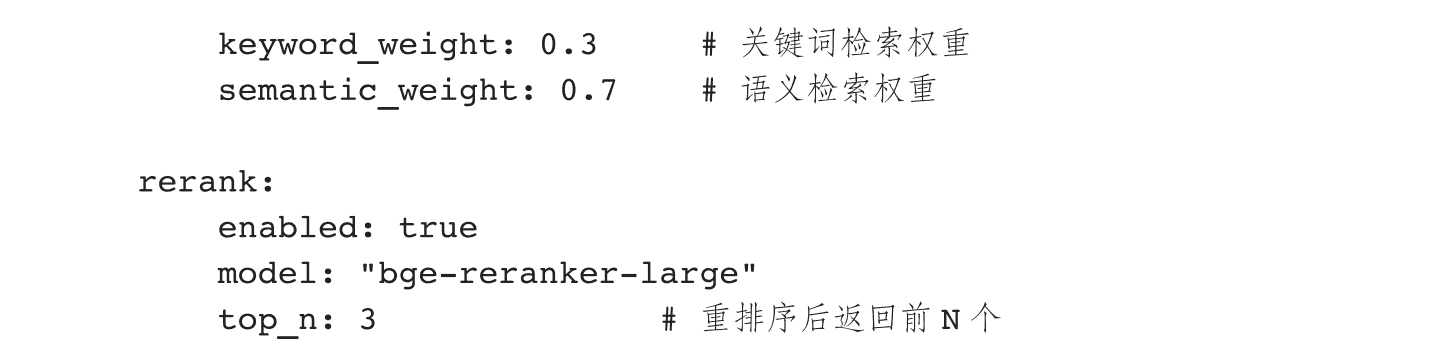 keyword_weight: 0.3 # 关键词检索权重
semantic_weight: 0.7 # 语义检索权重
rerank:
enabled: true
model: "bge-reranker-large"
top_n: 3 # 重排序后返回前 N 个